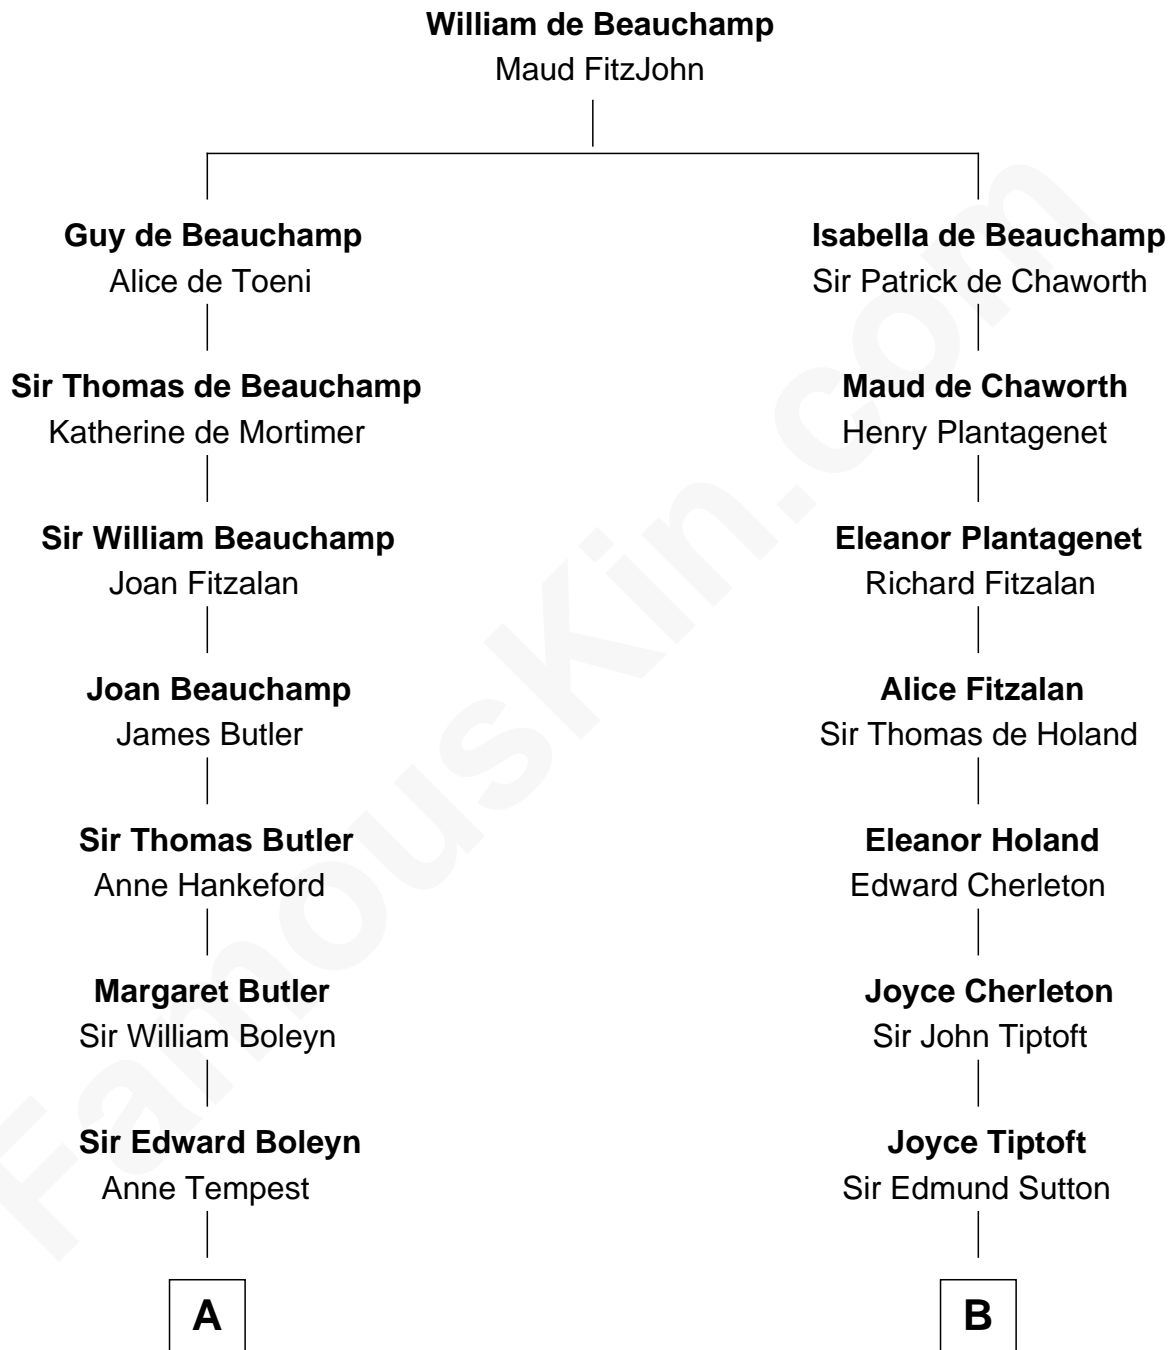 William de Beauchamp
Maud FitzJohn
Guy de Beauchamp
Alice de Toeni
Isabella de Beauchamp
Sir Patrick de Chaworth
Sir Thomas de Beauchamp
Katherine de Mortimer
Maud de Chaworth
Henry Plantagenet
Sir William Beauchamp
Joan Fitzalan
Eleanor Plantagenet
Richard Fitzalan
Joan Beauchamp
James Butler
Alice Fitzalan
Sir Thomas de Holand
Sir Thomas Butler
Anne Hankeford
Eleanor Holand
Edward Cherleton
Margaret Butler
Sir William Boleyn
Joyce Cherleton
Sir John Tiptoft
Sir Edward Boleyn
Anne Tempest
Joyce Tiptoft
Sir Edmund Sutton
A
B
FamousKin.com